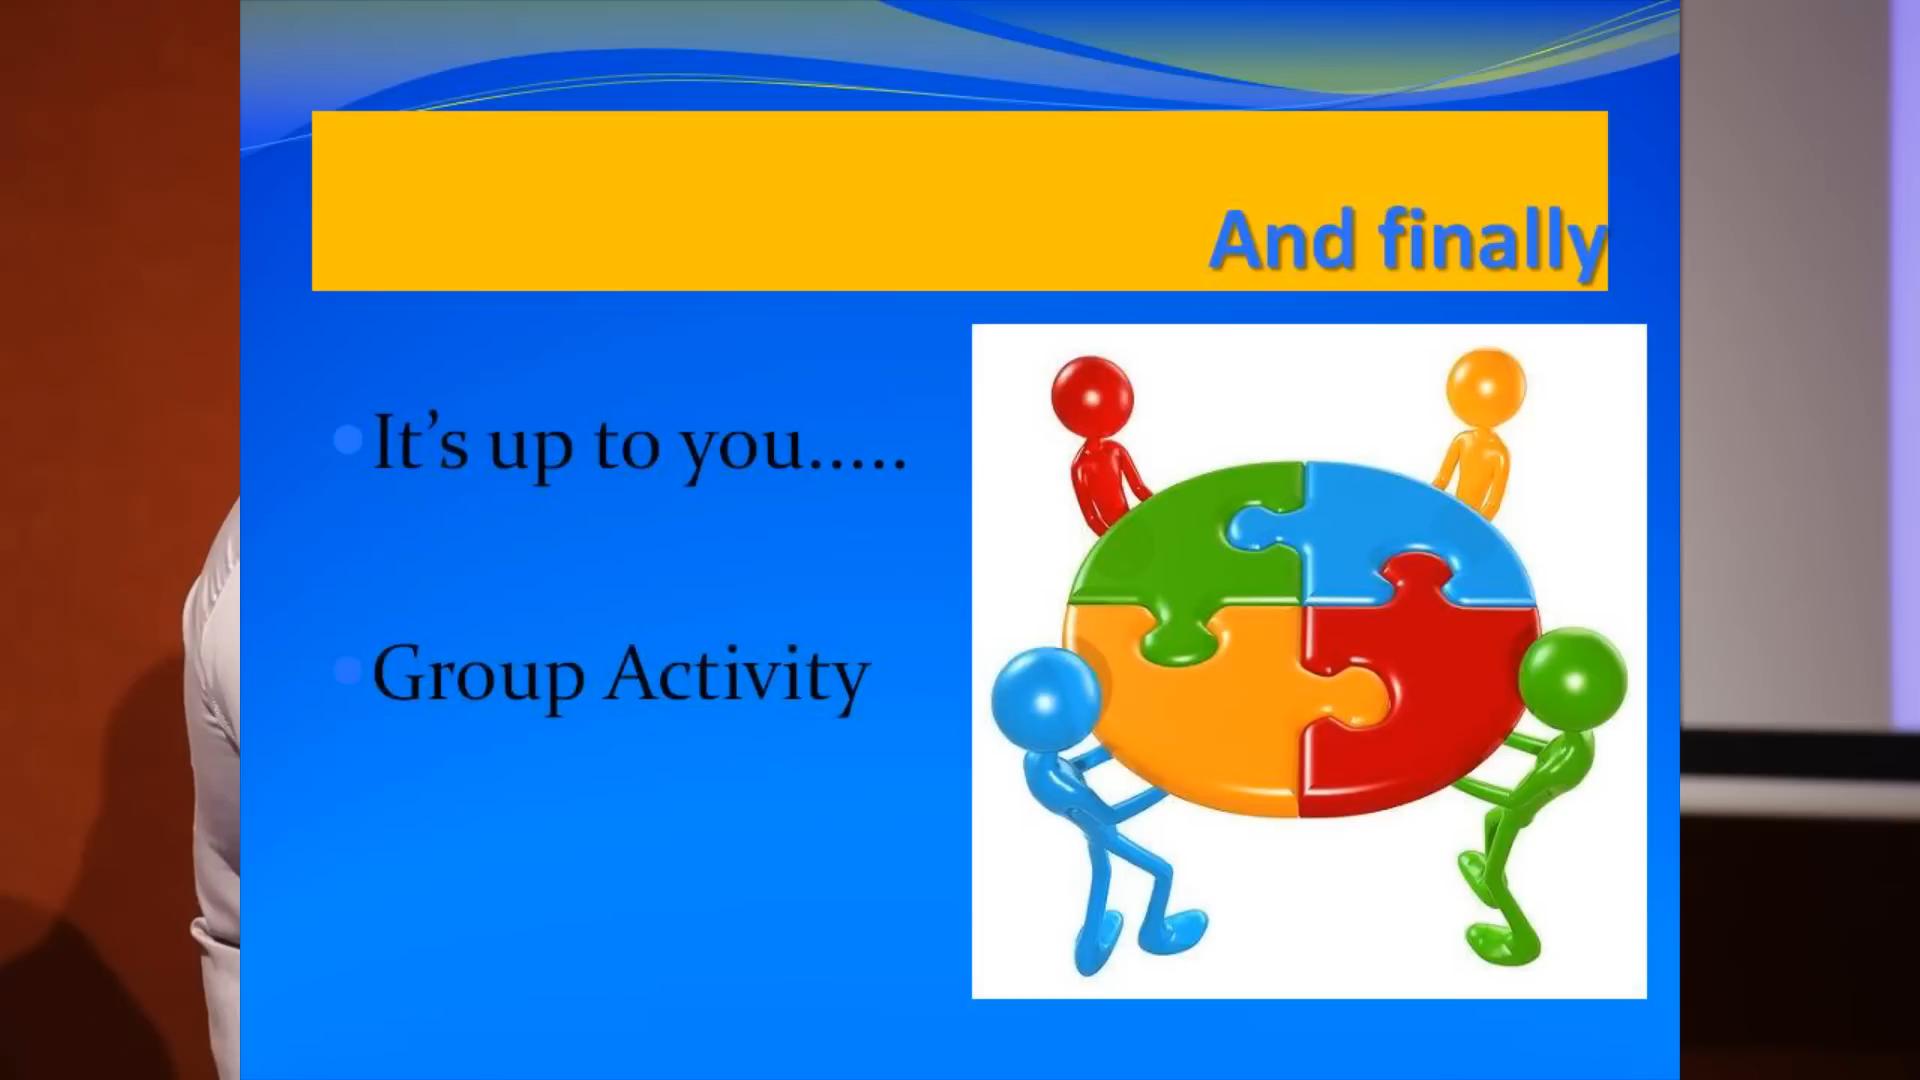 And finally
It’s up to you.....
Group Activity